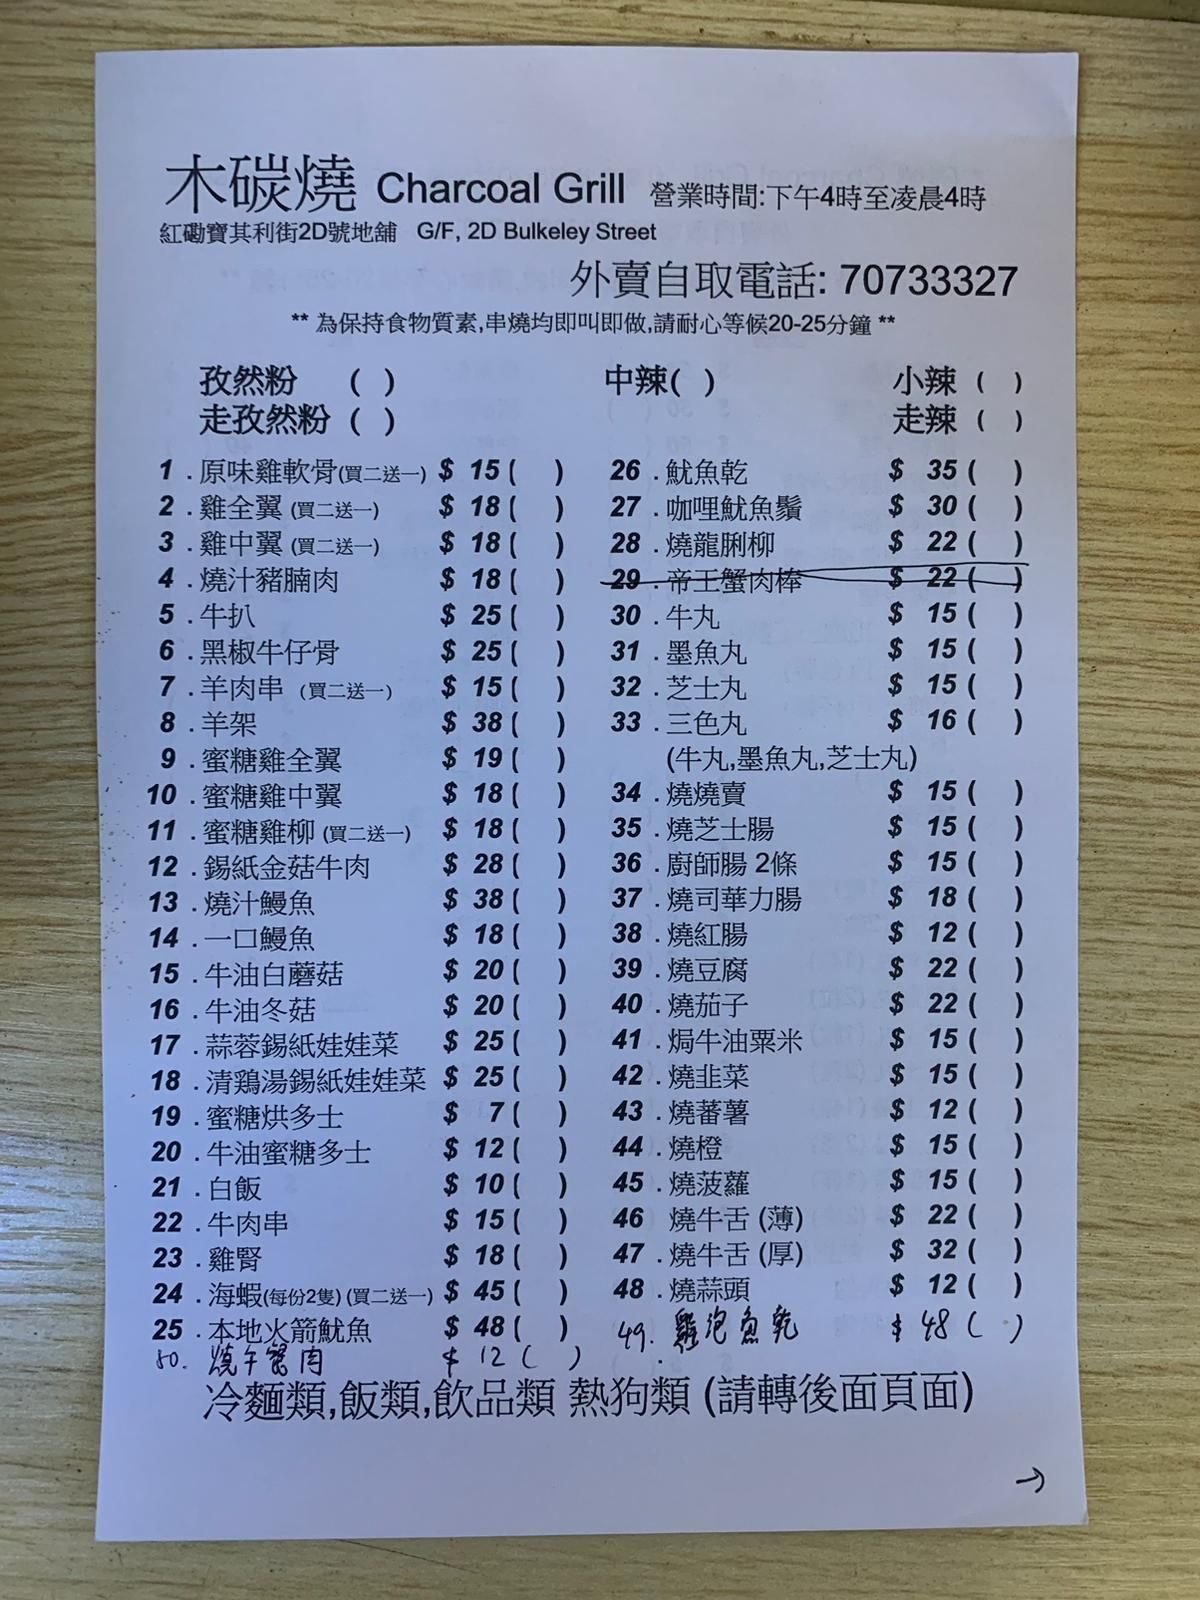 木碳燒 Charcoal Grill 營業時間:下午4時至凌晨4時
紅磡寶其利街2D號地舖 G/F, 2D Bulkeley Street
外賣自取電話: 70733327
** 為保持食物質素,串燒均即叫即做,請耐心等候20-25分鐘 **
孜然粉 ( ) 中辣( ) 小辣 ( )
走孜然粉 ( ) 走辣 ( )
1 . 原味雞軟骨(買二送一) $ 15 ( )
2 . 雞全翼 (買二送一) $ 18 ( )
3 . 雞中翼 (買二送一) $ 18 ( )
4 . 燒汁豬腩肉 $ 18 ( )
5 . 牛扒 $ 25 ( )
6 . 黑椒牛仔骨 $ 25 ( )
7 . 羊肉串 (買二送一) $ 15 ( )
8 . 羊架 $ 38 ( )
9 . 蜜糖雞全翼 $ 19 ( )
10 . 蜜糖雞中翼 $ 18 ( )
11 . 蜜糖雞柳 (買二送一) $ 18 ( )
12 . 錫紙金菇牛肉 $ 28 ( )
13 . 燒汁鰻魚 $ 38 ( )
14 . 一口鰻魚 $ 18 ( )
15 . 牛油白蘑菇 $ 20 ( )
16 . 牛油冬菇 $ 20 ( )
17 . 蒜蓉錫紙娃娃菜 $ 25 ( )
18 . 清鶏湯錫紙娃娃菜 $ 25 ( )
19 . 蜜糖烘多士 $ 7 ( )
20 . 牛油蜜糖多士 $ 12 ( )
21 . 白飯 $ 10 ( )
22 . 牛肉串 $ 15 ( )
23 . 雞腎 $ 18 ( )
24 . 海蝦(每份2隻) (買二送一) $ 45 ( )
25 . 本地火箭魷魚 $ 48 ( )
50. 燒 蟹肉 $ 12 ( )
26 . 魷魚乾 $ 35 ( )
27 . 咖哩魷魚鬚 $ 30 ( )
28 . 燒龍脷柳 $ 22 ( )
29 . 帝王蟹肉棒 $ 22 ( )
30 . 牛丸 $ 15 ( )
31 . 墨魚丸 $ 15 ( )
32 . 芝士丸 $ 15 ( )
33 . 三色丸 $ 16 ( )
(牛丸,墨魚丸,芝士丸)
34 . 燒燒賣 $ 15 ( )
35 . 燒芝士腸 $ 15 ( )
36 . 廚師腸 2條 $ 15 ( )
37 . 燒司華力腸 $ 18 ( )
38 . 燒紅腸 $ 12 ( )
39 . 燒豆腐 $ 22 ( )
40 . 燒茄子 $ 22 ( )
41 . 焗牛油粟米 $ 15 ( )
42 . 燒韭菜 $ 15 ( )
43 . 燒蕃薯 $ 12 ( )
44 . 燒橙 $ 15 ( )
45 . 燒菠蘿 $ 15 ( )
46 . 燒牛舌 (薄) $ 22 ( )
47 . 燒牛舌 (厚) $ 32 ( )
48 . 燒蒜頭 $ 12 ( )
49. 雞泡魚乾 $ 48 ( )
冷麵類,飯類,飲品類 熱狗類 (請轉後面頁面)
→